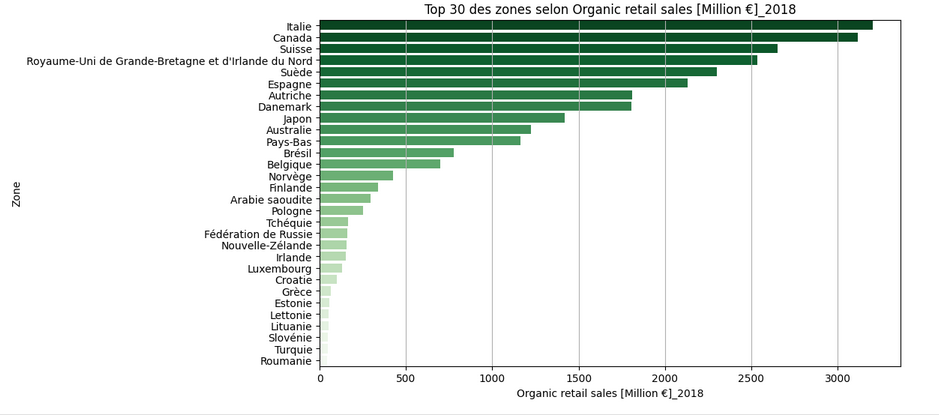 Top 30 des zones selon Organic retail sales [Million €]_2018
Italie
Canada
Suisse
Royaume-Uni de Grande-Bretagne et d'Irlande du Nord
Suède
Espagne
Autriche
Danemark
Japon
Australie
Pays-Bas
Brésil
Belgique
Norvège
Finlande
Arabie saoudite
Pologne
Tchéquie
Fédération de Russie
Nouvelle-Zélande
Irlande
Luxembourg
Croatie
Grèce
Estonie
Lettonie
Lituanie
Slovénie
Turquie
Roumanie
Zone
0 500 1000 1500 2000 2500 3000
Organic retail sales [Million €]_2018